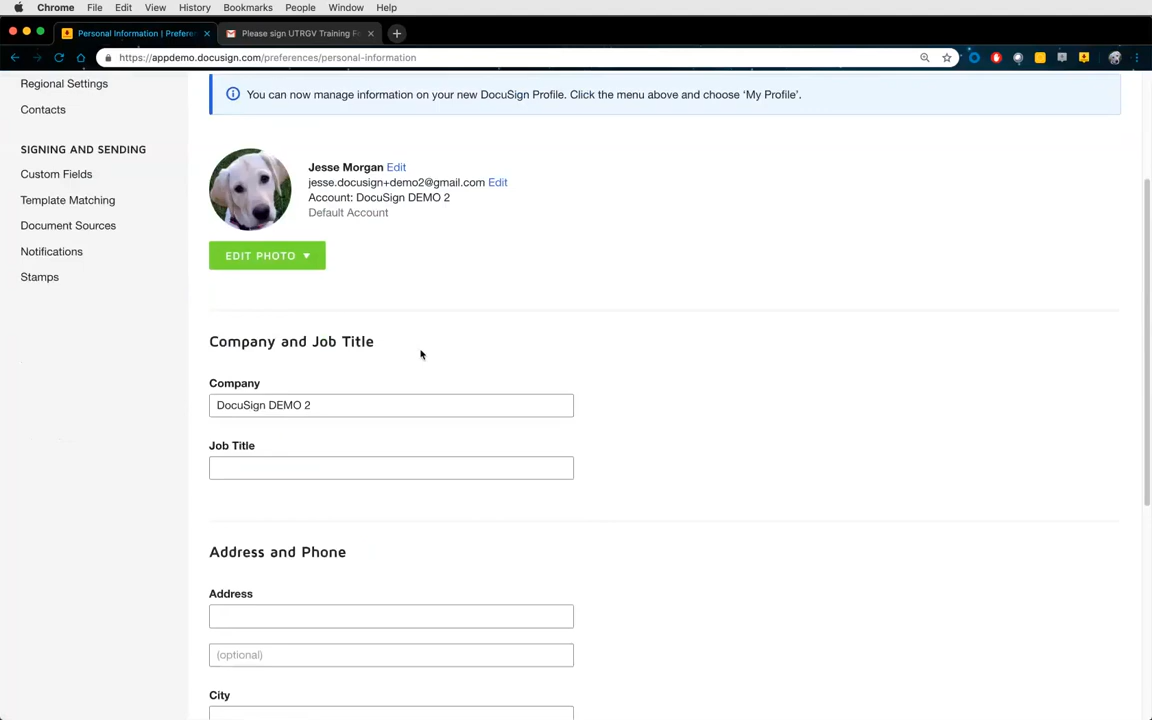 Chrome File Edit View History Bookmarks People Window Help
Personal Information | Prefere
Please sign UTRGV Training F
https://appdemo.docusign.com/preferences/personal-information
Regional Settings
Contacts
SIGNING AND SENDING
Custom Fields
Template Matching
Document Sources
Notifications
Stamps
You can now manage information on your new DocuSign Profile. Click the menu above and choose ‘My Profile’.
Jesse Morgan Edit
jesse.docusign+demo2@gmail.com Edit
Account: DocuSign DEMO 2
Default Account
EDIT PHOTO
Company and Job Title
Company
DocuSign DEMO 2
Job Title
Address and Phone
Address
(optional)
City